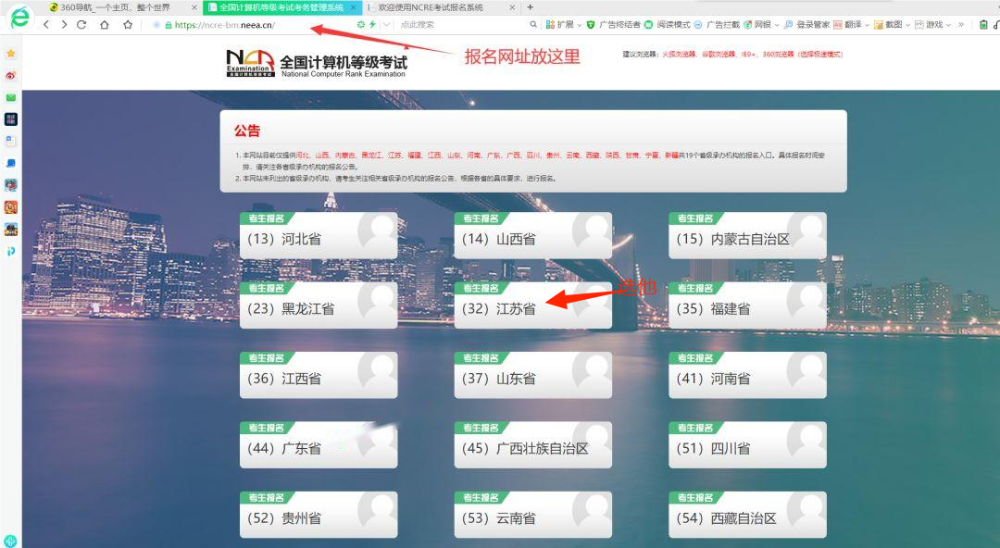 360导航_一个主页，整个世界
全国计算机等级考试考务管理系统
欢迎使用NCRE考试报名系统
https://ncre-bm.neea.cn/
点此搜索
扩展
广告终结者
阅读模式
广告拦截
网银
登录管家
翻译
截图
游戏
报名网址放这里
NCR
Examination
全国计算机等级考试
National Computer Rank Examination
建议浏览器：火狐浏览器、谷歌浏览器、IE9+、360浏览器（选择极速模式）
公告
1. 本网站目前仅提供河北、山西、内蒙古、黑龙江、江苏、福建、江西、山东、河南、广东、广西、四川、贵州、云南、西藏、陕西、甘肃、宁夏、新疆共19个省级承办机构的报名入口。具体报名时间安
排，请关注各省级承办机构的报名公告。
2. 本网站未列出的省级承办机构，请考生关注相关省级承办机构的报名公告，根据各省的具体要求，进行报名。
考生报名
（13）河北省
考生报名
（14）山西省
考生报名
（15）内蒙古自治区
考生报名
（23）黑龙江省
考生报名
（32）江苏省
选他
考生报名
（35）福建省
考生报名
（36）江西省
考生报名
（37）山东省
考生报名
（41）河南省
考生报名
（44）广东省
考生报名
（45）广西壮族自治区
考生报名
（51）四川省
考生报名
（52）贵州省
考生报名
（53）云南省
考生报名
（54）西藏自治区